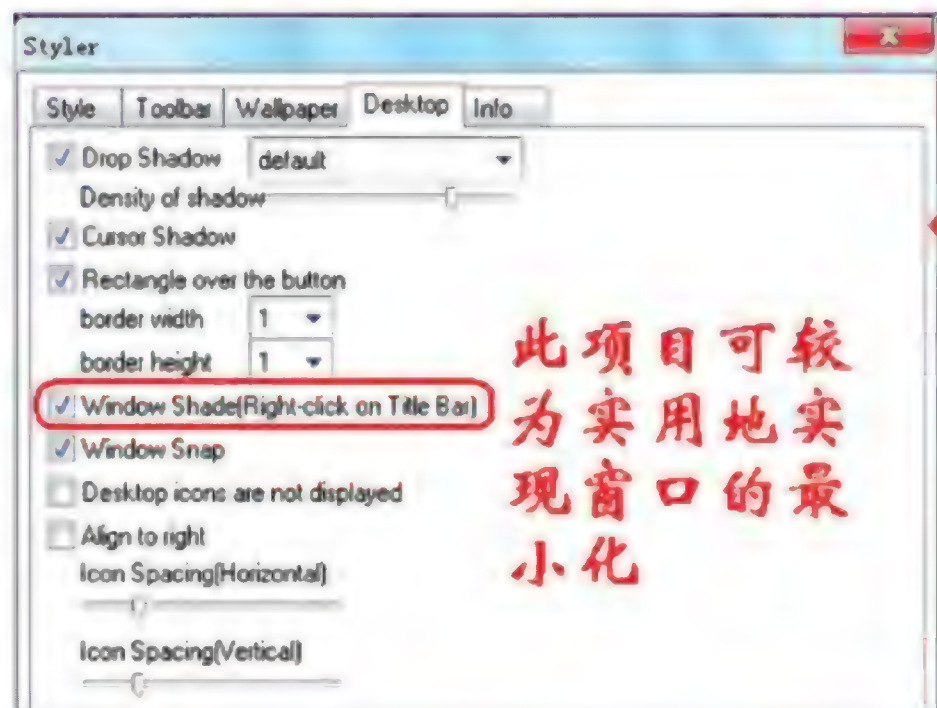 Styler
Style Toolbar Wallpaper Desktop Info
Drop Shadow default
Density of shadow
Cursor Shadow
Rectangle over the button
border width 1
border height 1
Window Shade(Right-click on Title Bar)
Window Snap
Desktop icons are not displayed
Align to right
Icon Spacing(Horizontal)
Icon Spacing(Vertical)
此项目可较
为实用地实
现窗口的最
小化